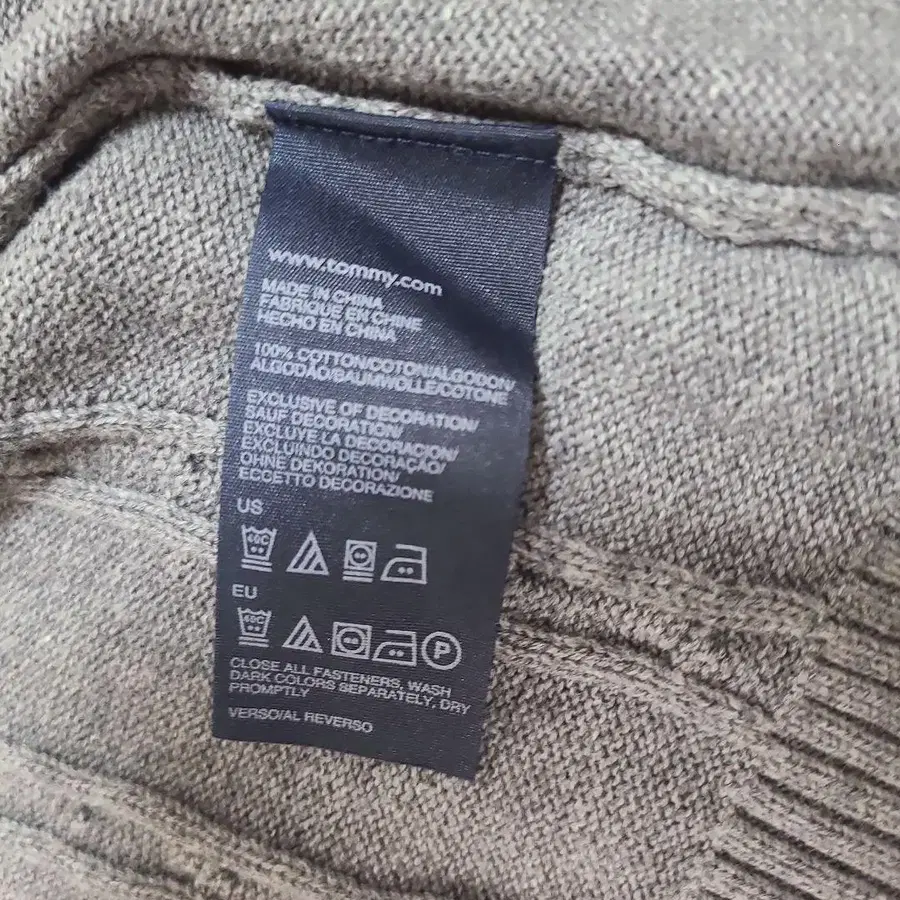 www.tommy.com
MADE IN CHINA
FABRIQUE EN CHINE
HECHO EN CHINA
100% COTTON/COTON/ALGODON/
ALGODÃO/BAUMWOLLE/COTONE
EXCLUSIVE OF DECORATION/
SAUF DECORATION/
EXCLUYE LA DECORACION/
EXCLUINDO DECORAÇÃO/
OHNE DEKORATION/
ECCETTO DECORAZIONE
US
40C
EU
40C
P
CLOSE ALL FASTENERS, WASH
DARK COLORS SEPARATELY, DRY
PROMPTLY
VERSO/AL REVERSO